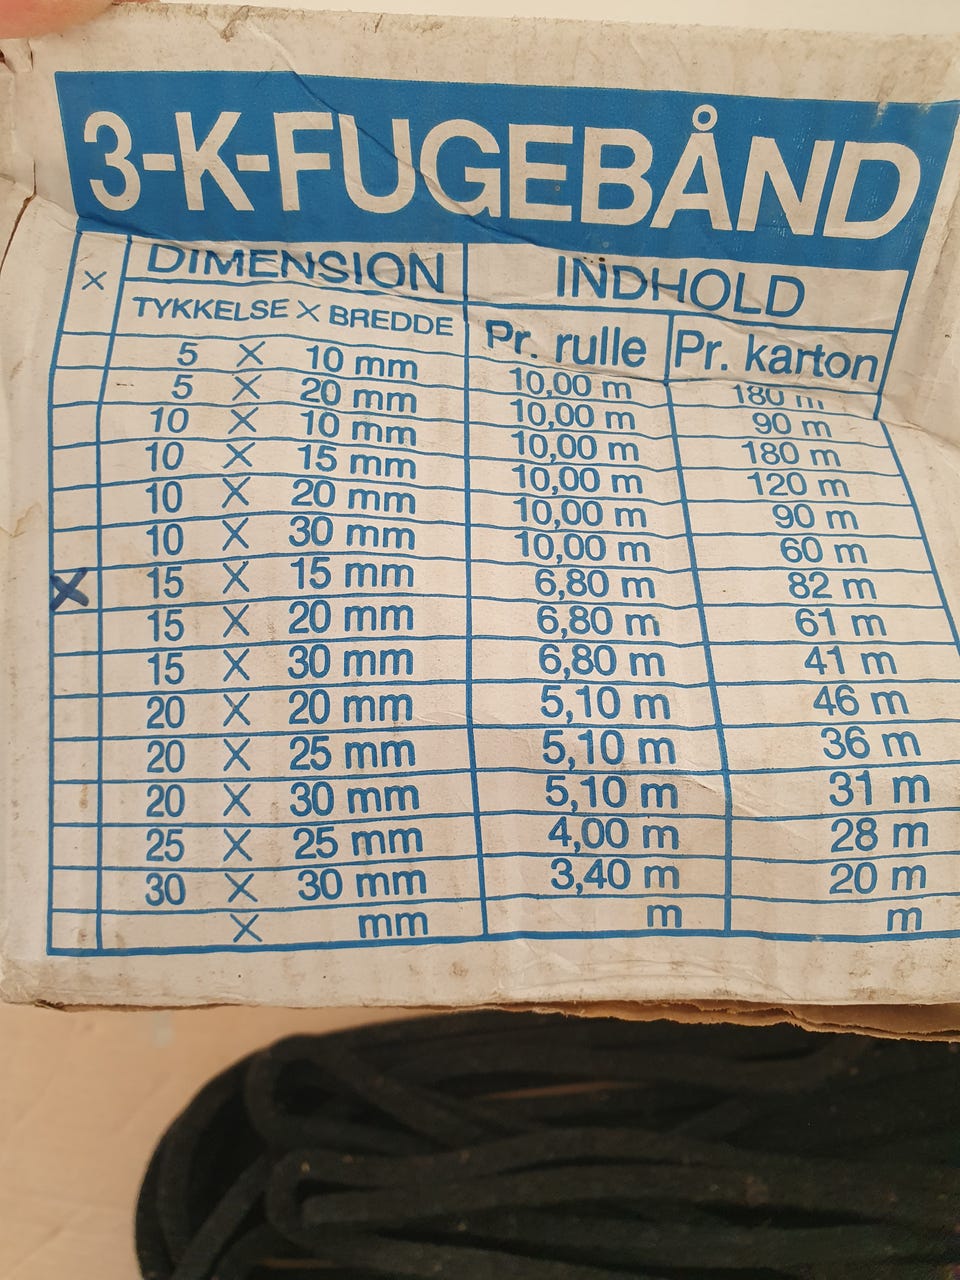 3-K-FUGEBÅND
× DIMENSION INDHOLD
TYKKELSE × BREDDE Pr. rulle Pr. karton
5 × 10 mm 10,00 m 180 m
5 × 20 mm 10,00 m 90 m
10 × 10 mm 10,00 m 180 m
10 × 15 mm 10,00 m 120 m
10 × 20 mm 10,00 m 90 m
10 × 30 mm 10,00 m 60 m
× 15 × 15 mm 6,80 m 82 m
15 × 20 mm 6,80 m 61 m
15 × 30 mm 6,80 m 41 m
20 × 20 mm 5,10 m 46 m
20 × 25 mm 5,10 m 36 m
20 × 30 mm 5,10 m 31 m
25 × 25 mm 4,00 m 28 m
30 × 30 mm 3,40 m 20 m
× mm m m